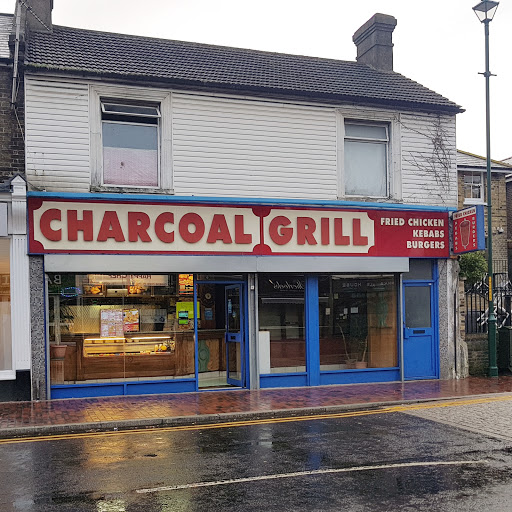 CHARCOAL GRILL
FRIED CHICKEN
KEBABS
BURGERS